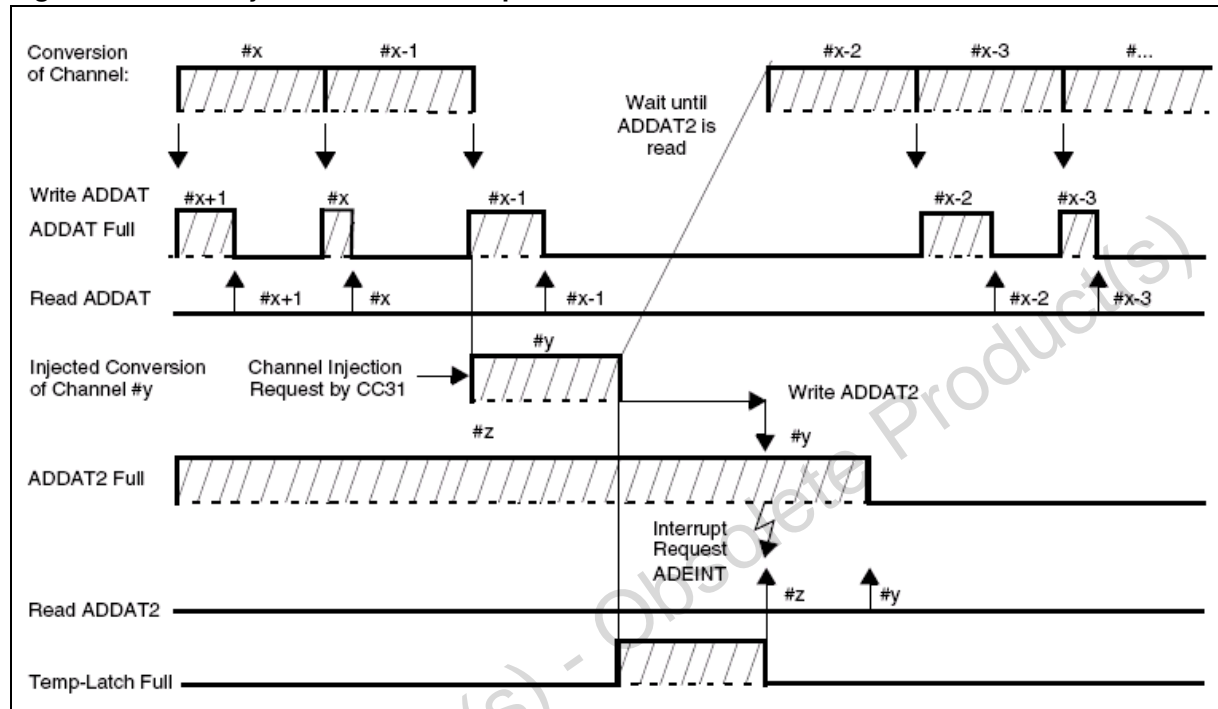 Conversion
of Channel:
#x
#x-1
#x-2
#x-3
#...
Wait until
ADDAT2 is
read
Write ADDAT
ADDAT Full
#x+1
#x
#x-1
#x-2
#x-3
Read ADDAT
#x+1
#x
#x-1
#x-2
#x-3
Injected Conversion
of Channel #y
Channel Injection
Request by CC31
#y
Write ADDAT2
#z
#y
ADDAT2 Full
Interrupt
Request
ADEINT
Read ADDAT2
#z
#y
Temp-Latch Full
(s) - Obsolete Product(s)